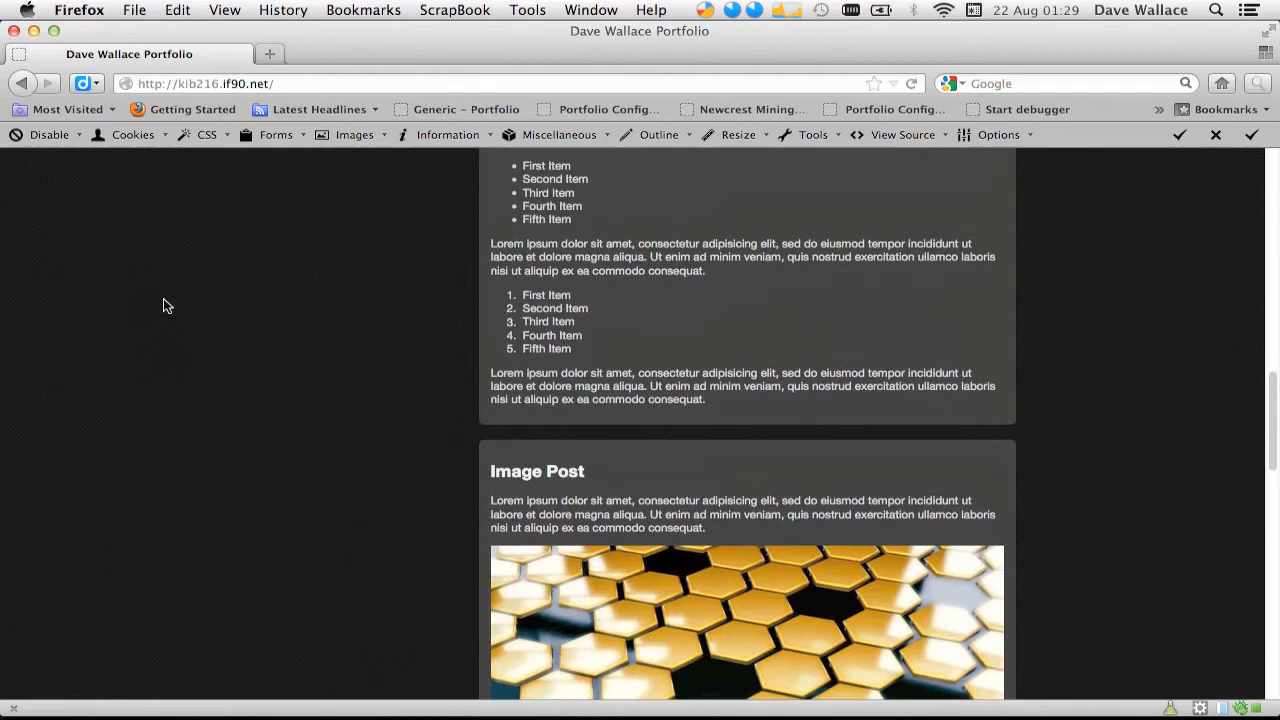 Firefox File Edit View History Bookmarks ScrapBook Tools Window Help 22 Aug 01:29 Dave Wallace
Dave Wallace Portfolio
Dave Wallace Portfolio
http://kib216.if90.net/ Google
Most Visited Getting Started Latest Headlines Generic - Portfolio Portfolio Config... Newcrest Mining... Portfolio Config... Start debugger » Bookmarks
Disable Cookies CSS Forms Images Information Miscellaneous Outline Resize Tools View Source Options
• First Item
• Second Item
• Third Item
• Fourth Item
• Fifth Item
Lorem ipsum dolor sit amet, consectetur adipisicing elit, sed do eiusmod tempor incididunt ut
labore et dolore magna aliqua. Ut enim ad minim veniam, quis nostrud exercitation ullamco laboris
nisi ut aliquip ex ea commodo consequat.
1. First Item
2. Second Item
3. Third Item
4. Fourth Item
5. Fifth Item
Lorem ipsum dolor sit amet, consectetur adipisicing elit, sed do eiusmod tempor incididunt ut
labore et dolore magna aliqua. Ut enim ad minim veniam, quis nostrud exercitation ullamco laboris
nisi ut aliquip ex ea commodo consequat.
Image Post
Lorem ipsum dolor sit amet, consectetur adipisicing elit, sed do eiusmod tempor incididunt ut
labore et dolore magna aliqua. Ut enim ad minim veniam, quis nostrud exercitation ullamco laboris
nisi ut aliquip ex ea commodo consequat.